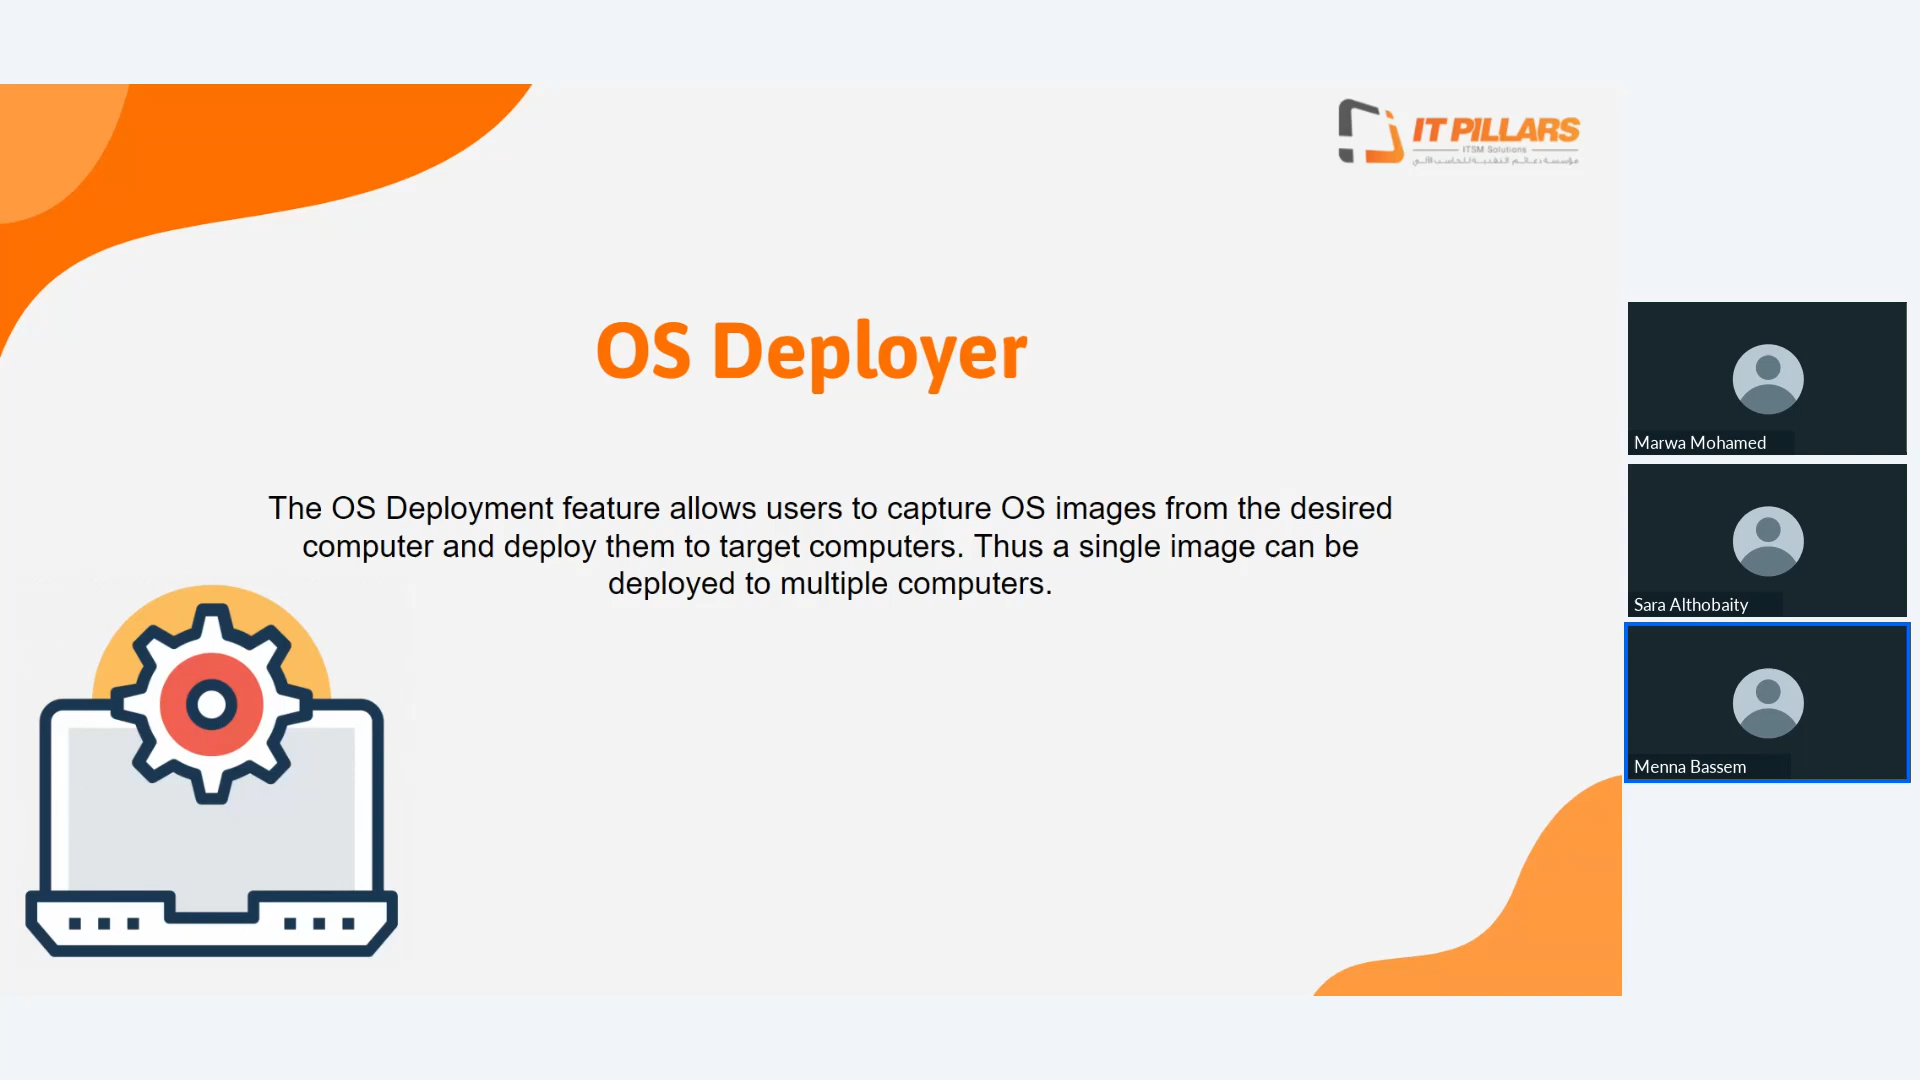 IT PILLARS
ITSM Solutions
مؤسسة دعائم التقنية للحاسب الآلي
OS Deployer
The OS Deployment feature allows users to capture OS images from the desired
computer and deploy them to target computers. Thus a single image can be
deployed to multiple computers.
Marwa Mohamed
Sara Althobaity
Menna Bassem